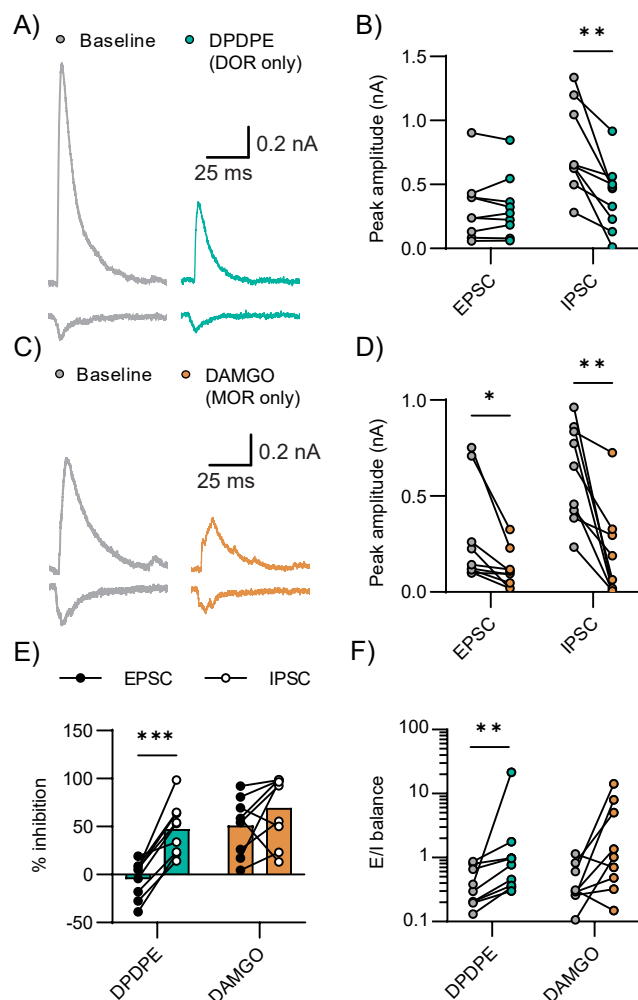 A)
Baseline
DPDPE
(DOR only)
0.2 nA
25 ms
B)
Peak amplitude (nA)
1.5
1.0
0.5
0.0
**
EPSC
IPSC
C)
Baseline
DAMGO
(MOR only)
0.2 nA
25 ms
D)
Peak amplitude (nA)
1.0
0.5
0.0
*
**
EPSC
IPSC
E)
EPSC
IPSC
% inhibition
150
100
50
0
-50
***
DPDPE
DAMGO
F)
E/I balance
100
10
1
0.1
**
DPDPE
DAMGO